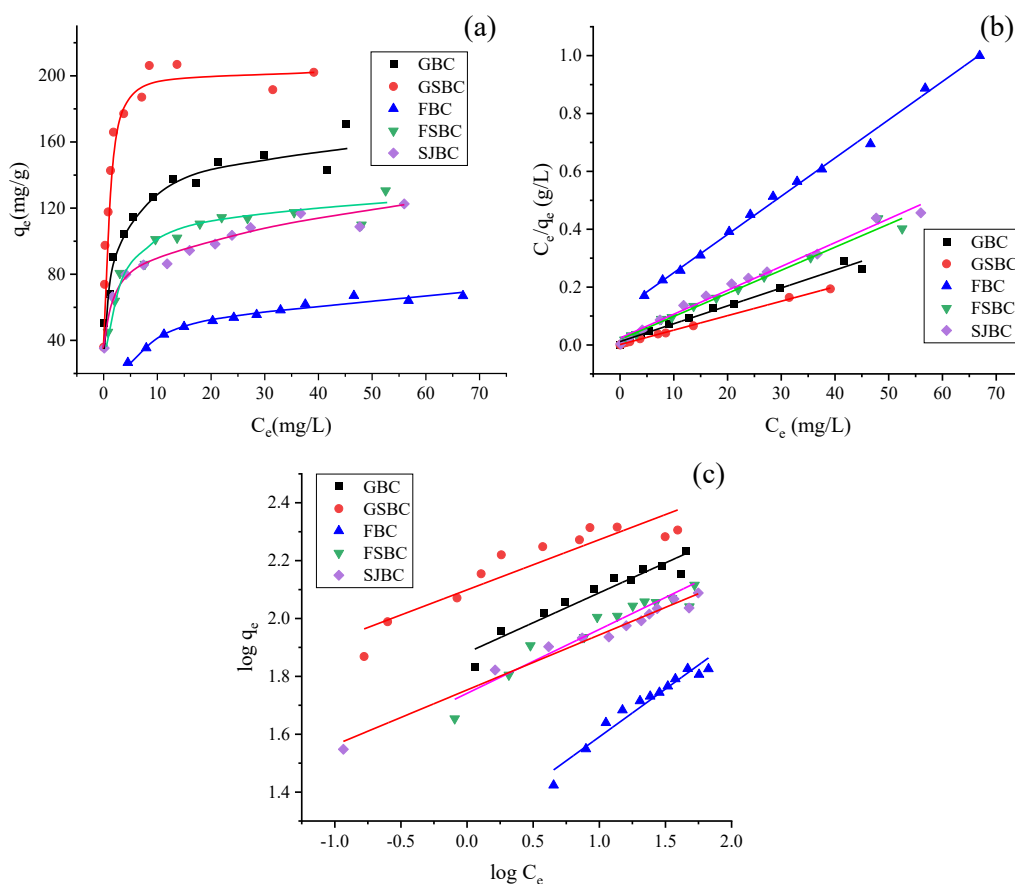 (a)
GBC
GSBC
FBC
FSBC
SJBC
200
160
120
80
40
qe(mg/g)
0 10 20 30 40 50 60 70
Ce(mg/L)
(b)
1.0
0.8
0.6
0.4
0.2
0.0
Ce/qe (g/L)
GBC
GSBC
FBC
FSBC
SJBC
0 10 20 30 40 50 60 70
Ce (mg/L)
(c)
GBC
GSBC
FBC
FSBC
SJBC
2.4
2.2
2.0
1.8
1.6
1.4
log qe
-1.0 -0.5 0.0 0.5 1.0 1.5 2.0
log Ce